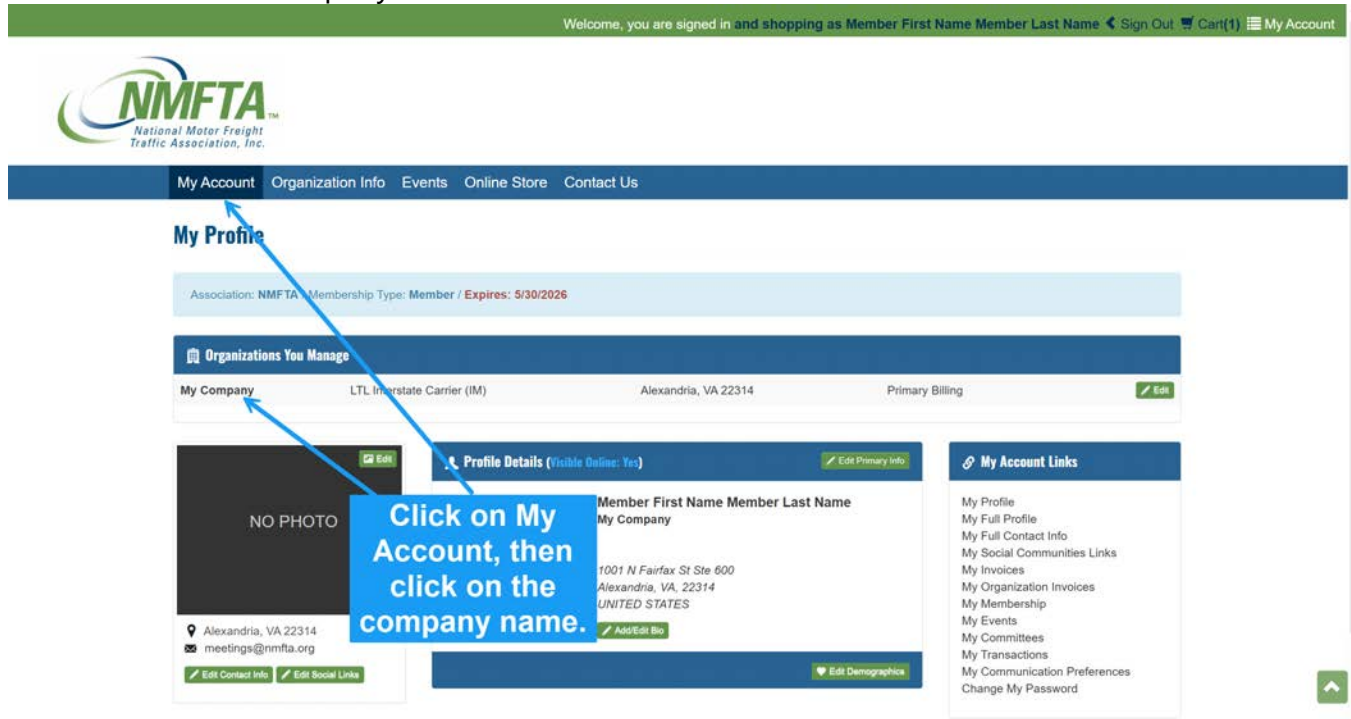 Welcome, you are signed in and shopping as Member First Name Member Last Name Sign Out Cart(1) My Account
NMFTA™
National Motor Freight
Traffic Association, Inc.
My Account Organization Info Events Online Store Contact Us
My Profile
Association: NMFTA Membership Type: Member / Expires: 5/30/2026
Organizations You Manage
My Company LTL Interstate Carrier (IM) Alexandria, VA 22314 Primary Billing Edit
Edit
NO PHOTO
Alexandria, VA 22314
meetings@nmfta.org
Edit Contact Info Edit Social Links
Profile Details (Visible Online: Yes) Edit Primary Info
Member First Name Member Last Name
My Company
1001 N Fairfax St Ste 600
Alexandria, VA, 22314
UNITED STATES
Add/Edit Bio
Edit Demographics
Click on My
Account, then
click on the
company name.
My Account Links
My Profile
My Full Profile
My Full Contact Info
My Social Communities Links
My Invoices
My Organization Invoices
My Membership
My Events
My Committees
My Transactions
My Communication Preferences
Change My Password